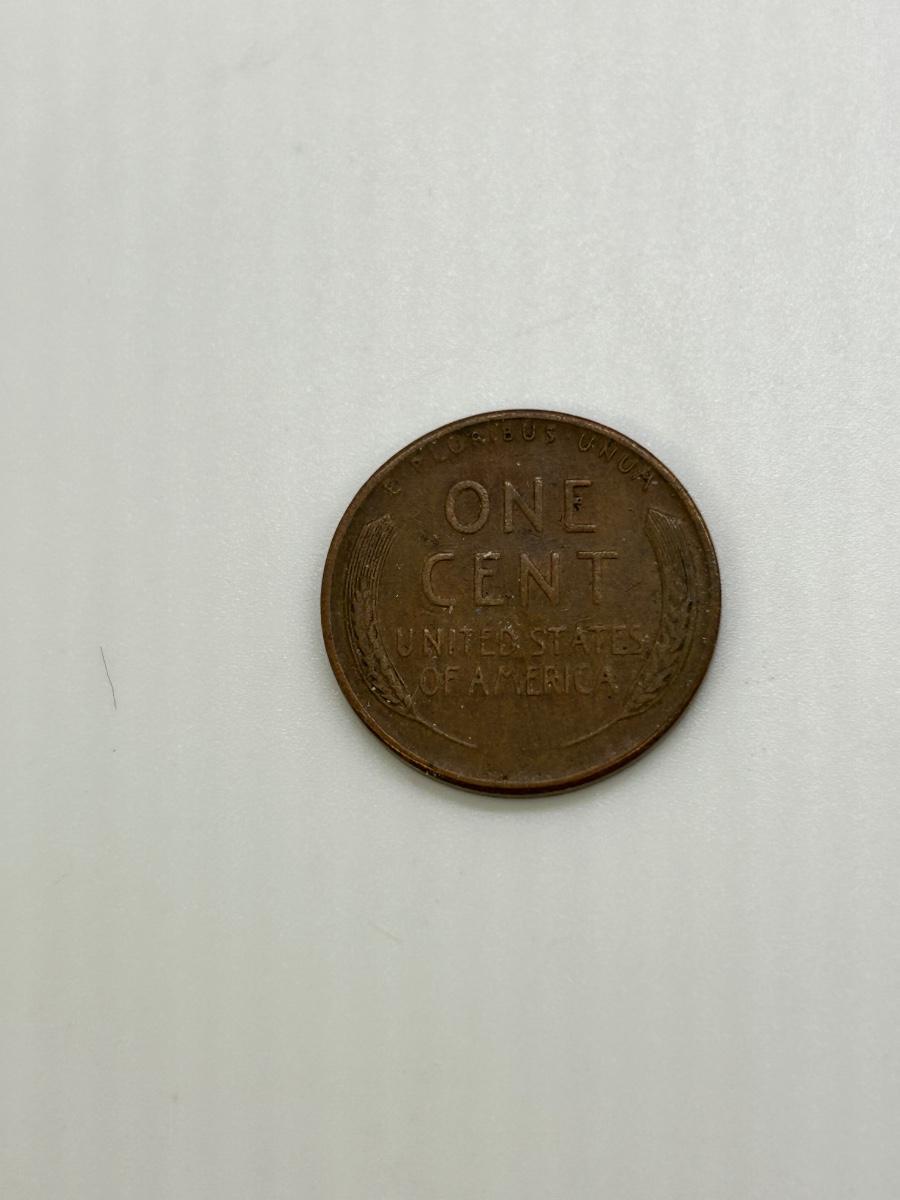 E PLURIBUS UNUM
ONE
CENT
UNITED STATES
OF AMERICA